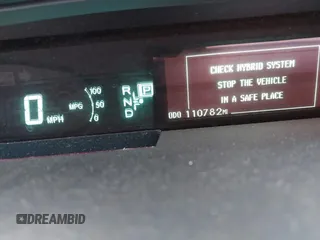 CHECK HYBRID SYSTEM
STOP THE VEHICLE
IN A SAFE PLACE
0 MPH
MPG
100
50
0
R P
N
D
ODO 110782MI
DREAMBID